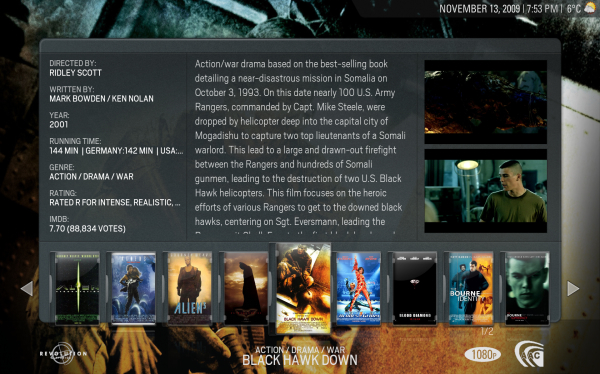 NOVEMBER 13, 2009 | 7:53 PM | 6°C
DIRECTED BY:
RIDLEY SCOTT
WRITTEN BY:
MARK BOWDEN / KEN NOLAN
YEAR:
2001
RUNNING TIME:
144 MIN | GERMANY:142 MIN | USA:...
GENRE:
ACTION / DRAMA / WAR
RATING:
RATED R FOR INTENSE, REALISTIC, ...
IMDB:
7.70 (88,834 VOTES)
Action/war drama based on the best-selling book
detailing a near-disastrous mission in Somalia on
October 3, 1993. On this date nearly 100 U.S. Army
Rangers, commanded by Capt. Mike Steele, were
dropped by helicopter deep into the capital city of
Mogadishu to capture two top lieutenants of a Somali
warlord. This lead to a large and drawn-out firefight
between the Rangers and hundreds of Somali
gunmen, leading to the destruction of two U.S. Black
Hawk helicopters. This film focuses on the heroic
efforts of various Rangers to get to the downed black
hawks, centering on Sgt. Eversmann, leading the
ALIENS
ALIEN 3
BLACK HAWK DOWN
BLOOD DIAMOND
BOURNE
IDENTITY
BOURNE
1/2
REVOLUTION
ACTION / DRAMA / WAR
BLACK HAWK DOWN
1080P